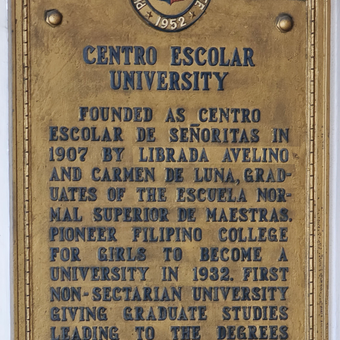 1952
CENTRO ESCOLAR
UNIVERSITY
FOUNDED AS CENTRO
ESCOLAR DE SEÑORITAS IN
1907 BY LIBRADA AVELINO
AND CARMEN DE LUNA, GRAD-
UATES OF THE ESCUELA NOR-
MAL SUPERIOR DE MAESTRAS.
PIONEER FILIPINO COLLEGE
FOR GIRLS TO BECOME A
UNIVERSITY IN 1932. FIRST
NON-SECTARIAN UNIVERSITY
GIVING GRADUATE STUDIES
LEADING TO THE DEGREES